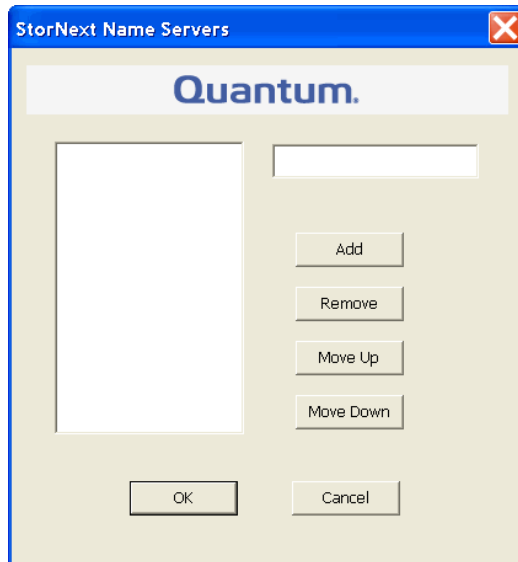 StorNext Name Servers
Quantum.
Add
Remove
Move Up
Move Down
OK
Cancel